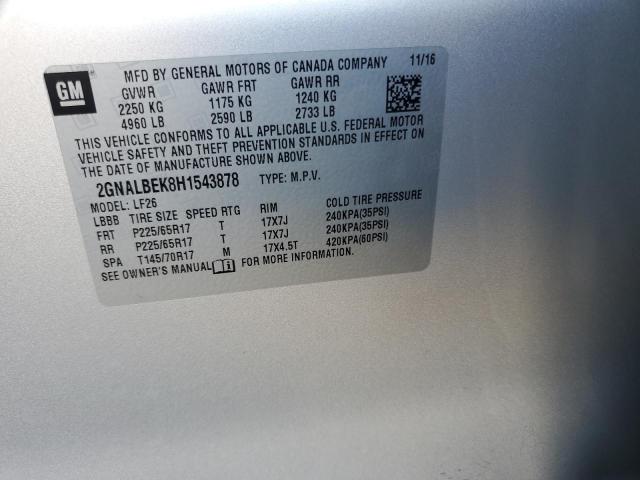 GM
MFD BY GENERAL MOTORS OF CANADA COMPANY 11/16
GVWR GAWR FRT GAWR RR
2250 KG 1175 KG 1240 KG
4960 LB 2590 LB 2733 LB
THIS VEHICLE CONFORMS TO ALL APPLICABLE U.S. FEDERAL MOTOR
VEHICLE SAFETY AND THEFT PREVENTION STANDARDS IN EFFECT ON
THE DATE OF MANUFACTURE SHOWN ABOVE.
2GNALBEK8H1543878 TYPE: M.P.V.
MODEL: LF26
LBBB TIRE SIZE SPEED RTG RIM COLD TIRE PRESSURE
FRT P225/65R17 T 17X7J 240KPA(35PSI)
RR P225/65R17 T 17X7J 240KPA(35PSI)
SPA T145/70R17 M 17X4.5T 420KPA(60PSI)
SEE OWNER'S MANUAL FOR MORE INFORMATION.